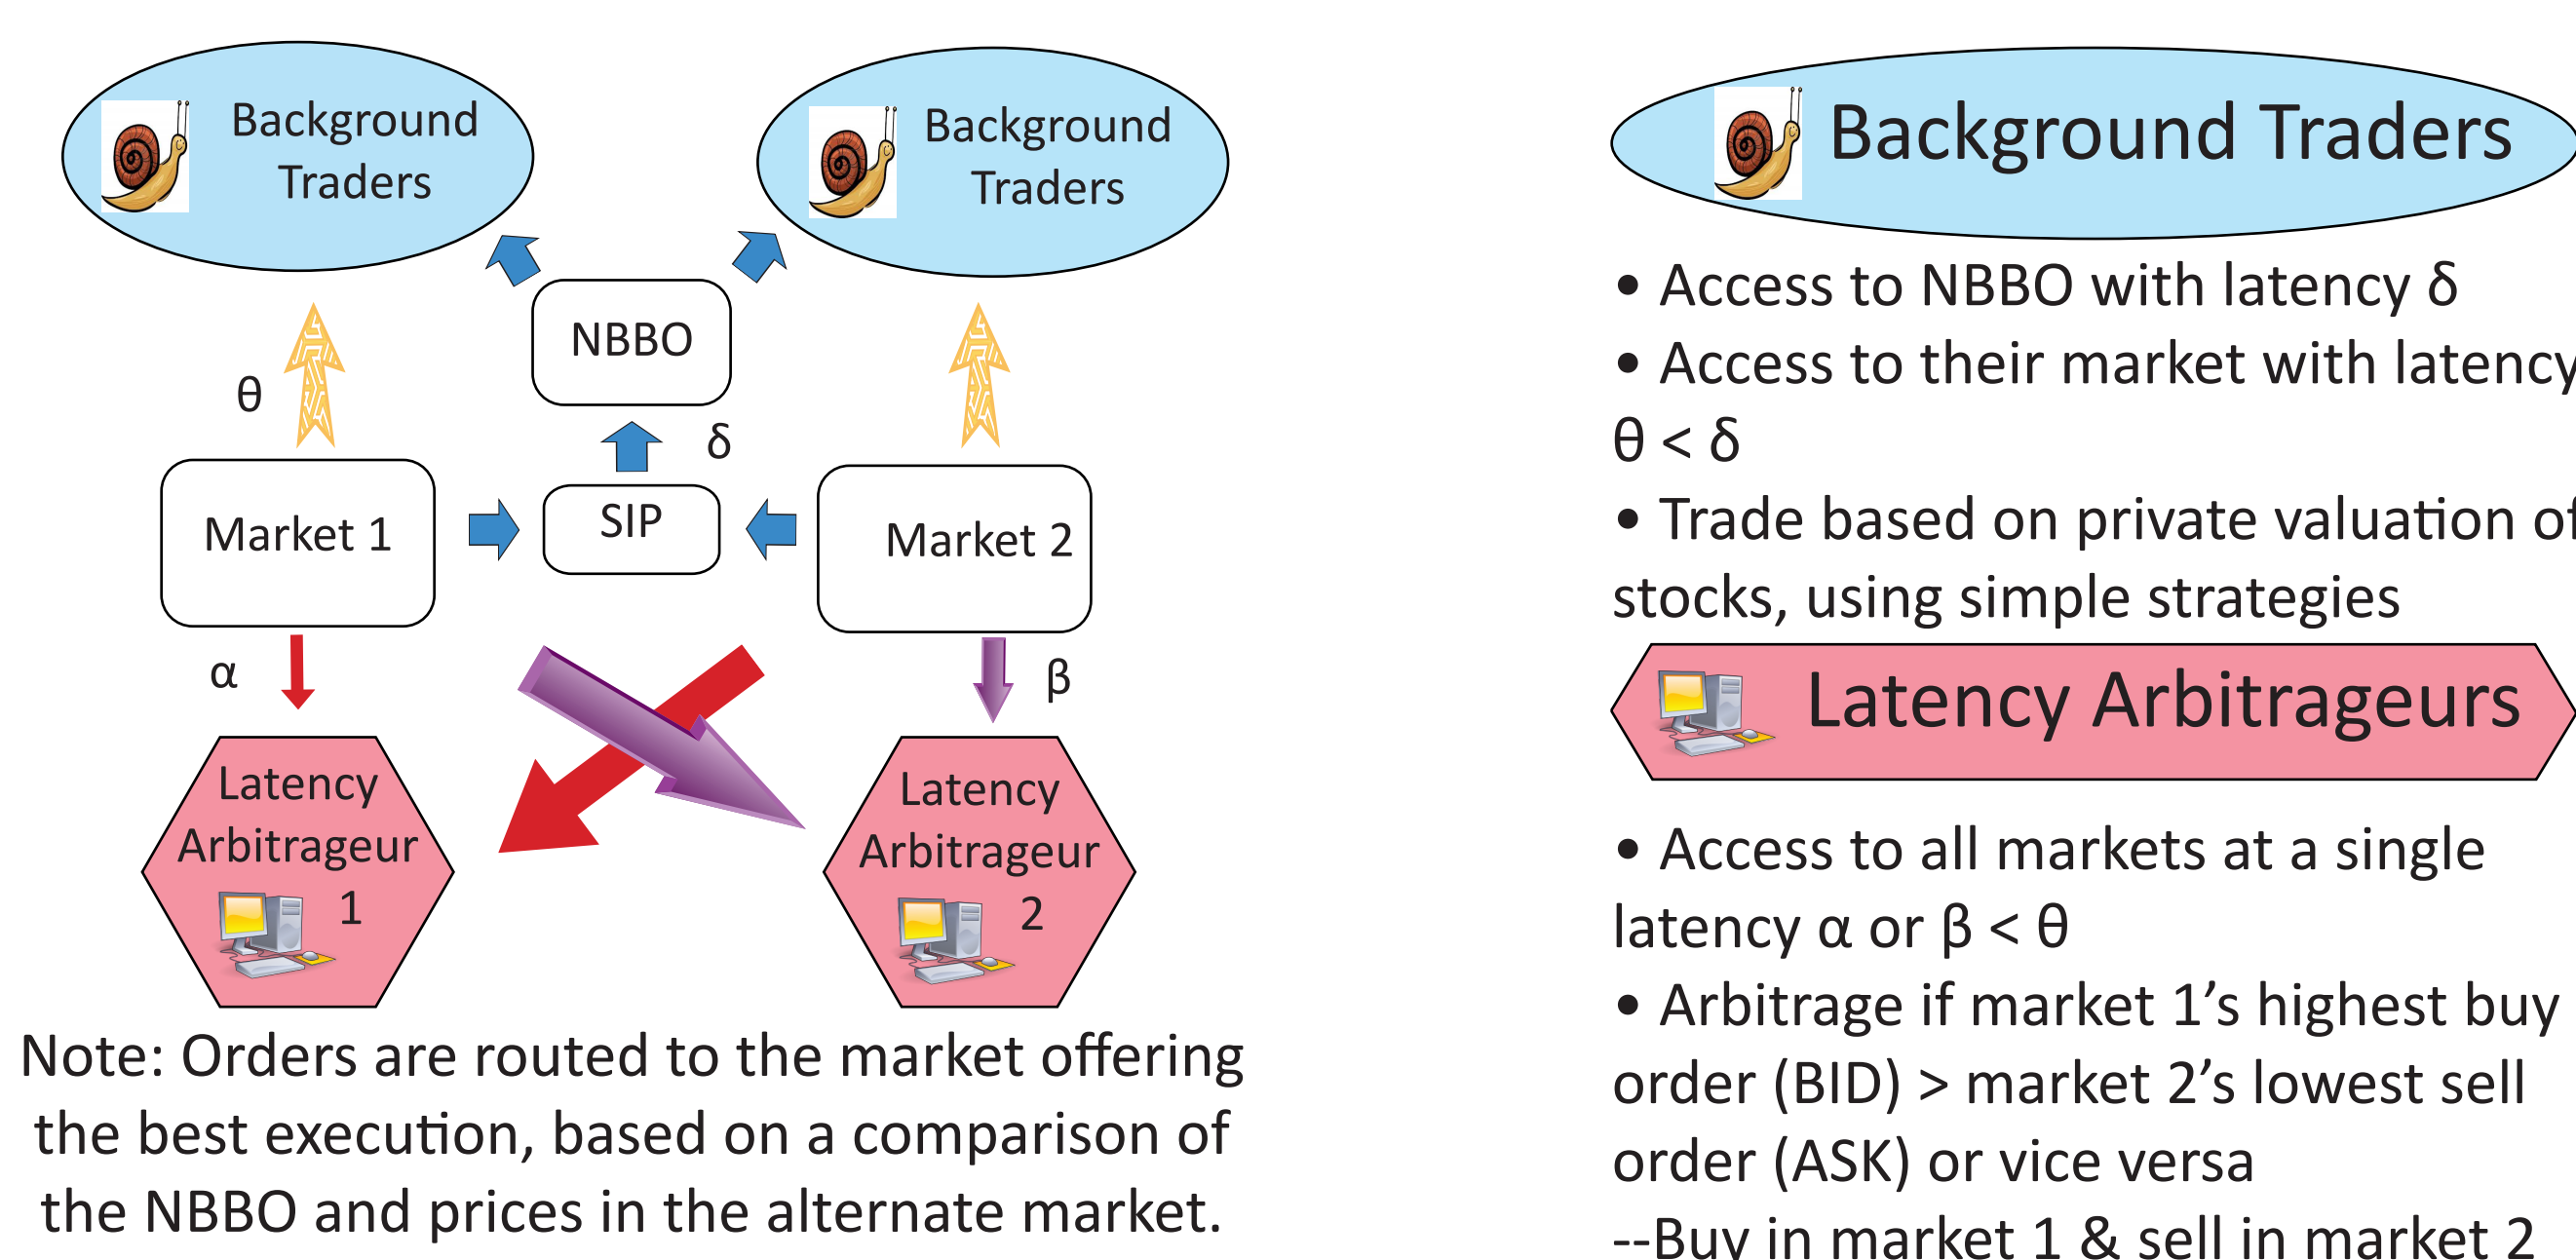 Background
Traders
Background
Traders
NBBO
θ
δ
Market 1
SIP
Market 2
α
β
Latency
Arbitrageur
1
Latency
Arbitrageur
2
Note: Orders are routed to the market offering
the best execution, based on a comparison of
the NBBO and prices in the alternate market.
Background Traders
• Access to NBBO with latency δ
• Access to their market with latency
θ < δ
• Trade based on private valuation of
stocks, using simple strategies
Latency Arbitrageurs
• Access to all markets at a single
latency α or β < θ
• Arbitrage if market 1’s highest buy
order (BID) > market 2’s lowest sell
order (ASK) or vice versa
--Buy in market 1 & sell in market 2